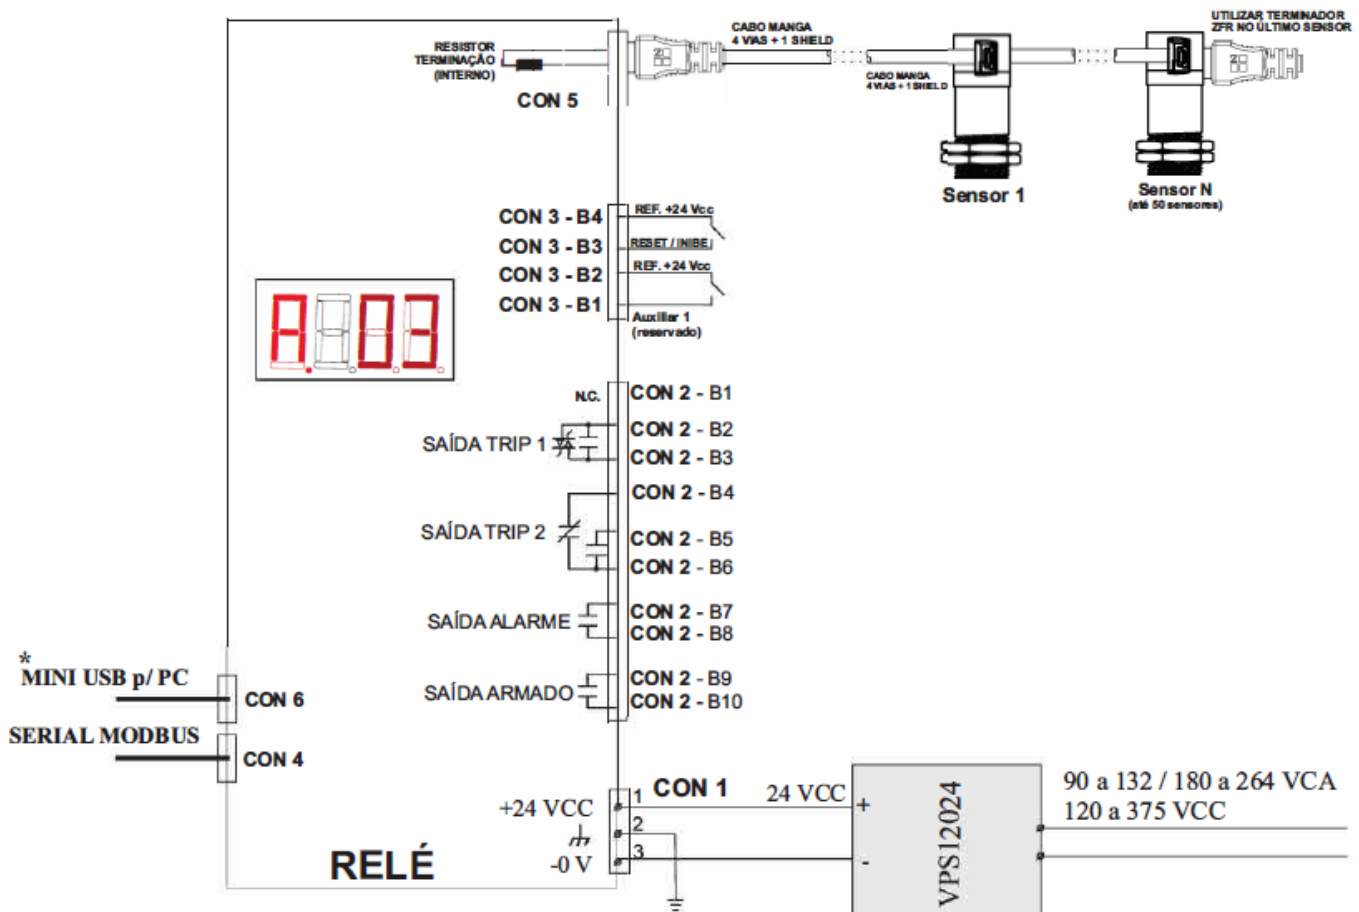 UTILIZAR TERMINADOR
ZFR NO ÚLTIMO SENSOR
CABO MANGA
4 VIAS + 1 SHIELD
RESISTOR
TERMINAÇÃO
(INTERNO)
CON 5
CABO MANGA
4 VIAS + 1 SHIELD
Sensor 1
Sensor N
(até 50 sensores)
CON 3 - B4
REF. +24 Vcc
CON 3 - B3
RESET / INIBE
CON 3 - B2
REF. +24 Vcc
CON 3 - B1
Auxiliar 1
(reservado)
A. 03
N.C.
CON 2 - B1
CON 2 - B2
SAÍDA TRIP 1
CON 2 - B3
CON 2 - B4
SAÍDA TRIP 2
CON 2 - B5
CON 2 - B6
CON 2 - B7
SAÍDA ALARME
CON 2 - B8
CON 2 - B9
SAÍDA ARMADO
CON 2 - B10
*
MINI USB p/ PC
CON 6
SERIAL MODBUS
CON 4
CON 1
+24 VCC
1
24 VCC
+
2
-0 V
3
-
VPS12024
90 a 132 / 180 a 264 VCA
120 a 375 VCC
RELÉ